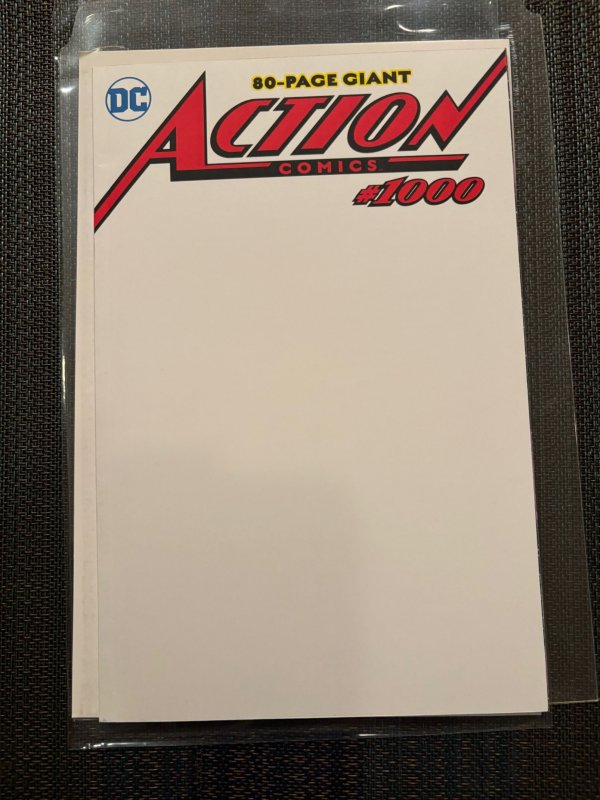 80-PAGE GIANT
DC
ACTION
COMICS
#1000